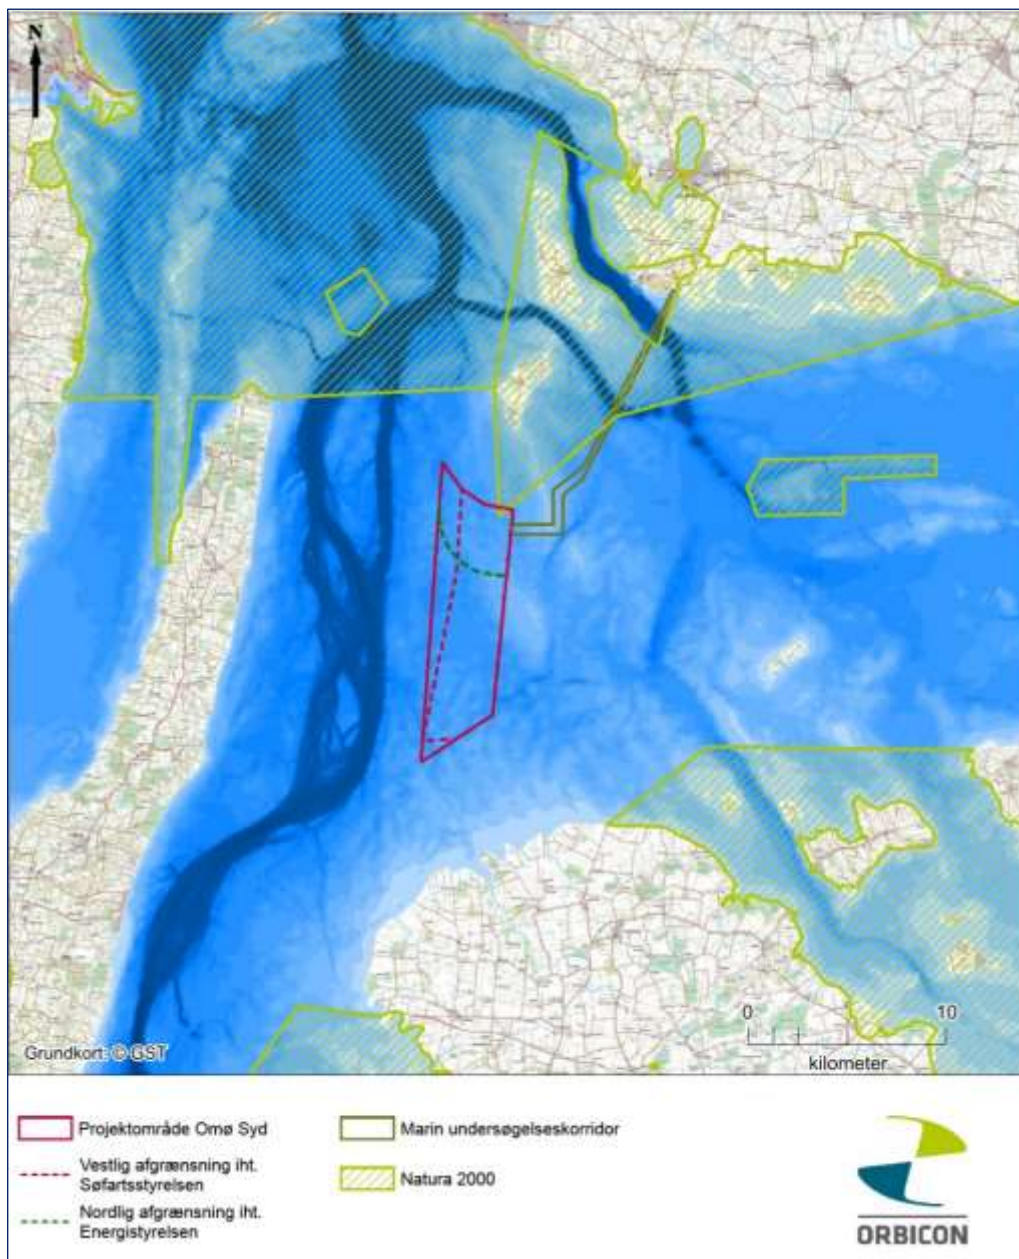 N
0 10
kilometer
Grundkort: © GST
Projektområde Omø Syd
Vestlig afgrænsning iht.
Søfartsstyrelsen
Nordlig afgrænsning iht.
Energistyrelsen
Marin undersøgelseskorridor
Natura 2000
ORBICON